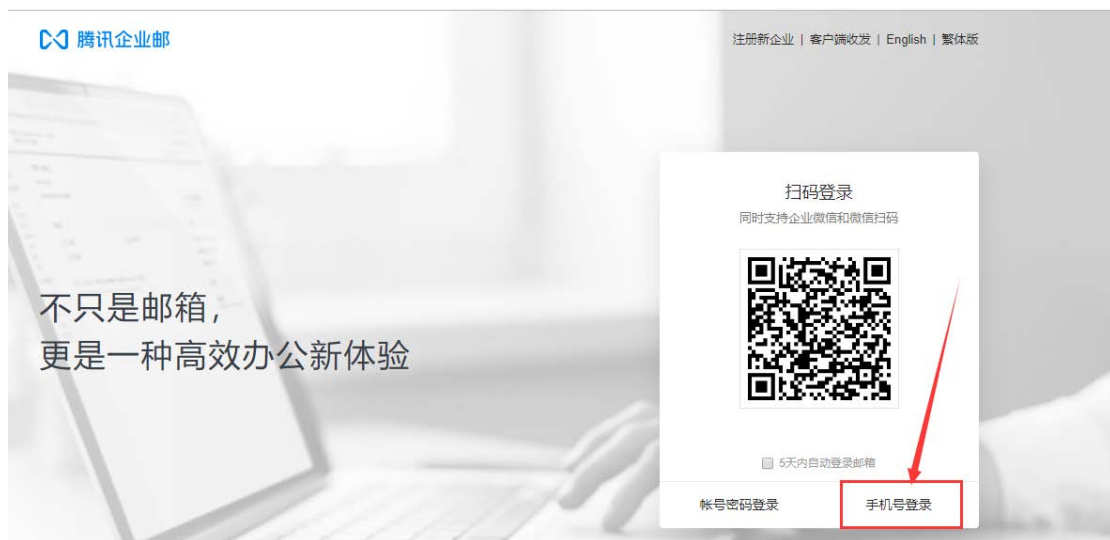 腾讯企业邮
注册新企业 | 客户端收发 | English | 繁体版
扫码登录
同时支持企业微信和微信扫码
不只是邮箱，
更是一种高效办公新体验
5天内自动登录邮箱
帐号密码登录
手机号登录